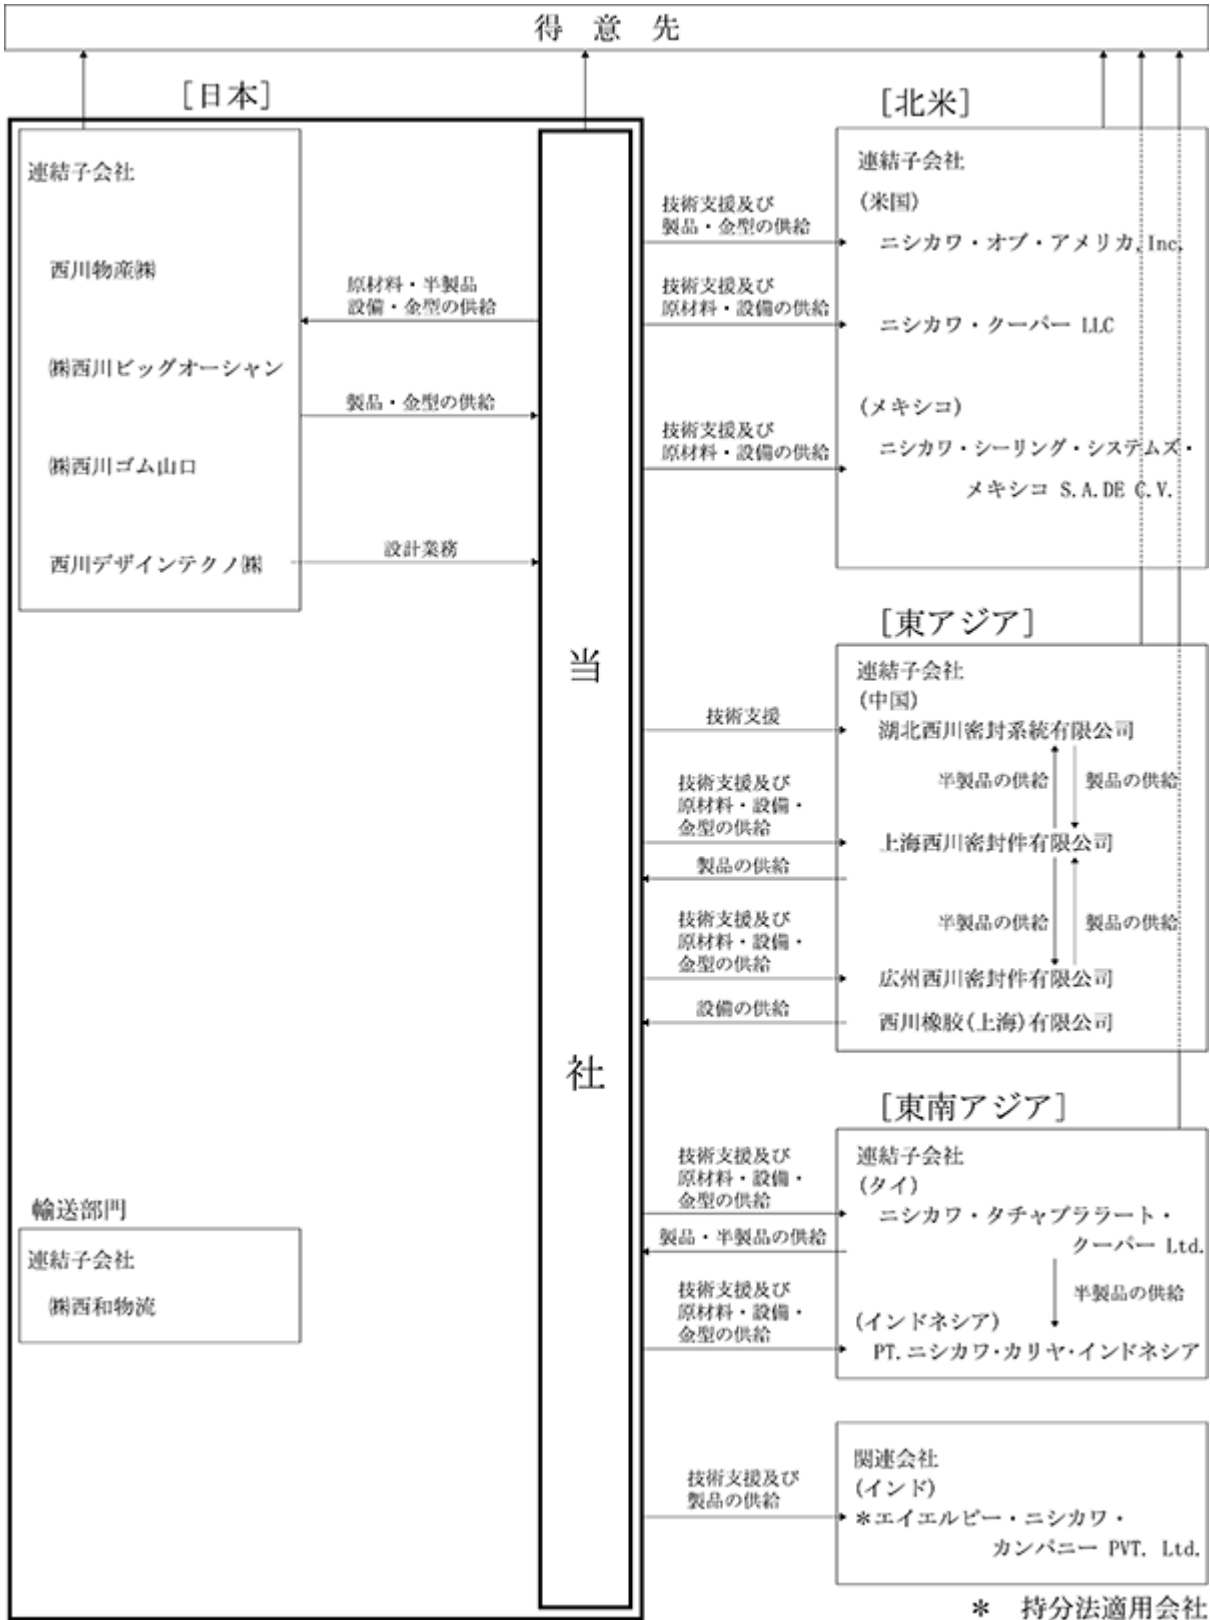 得 意 先
[日本]
連結子会社
西川物産㈱
㈱西川ビッグオーシャン
㈱西川ゴム山口
西川デザインテクノ㈱
原材料・半製品
設備・金型の供給
製品・金型の供給
設計業務
輸送部門
連結子会社
㈱西和物流
当
社
[北米]
技術支援及び
製品・金型の供給
技術支援及び
原材料・設備の供給
技術支援及び
原材料・設備の供給
連結子会社
(米国)
ニシカワ・オブ・アメリカ,Inc.
ニシカワ・クーパー LLC
(メキシコ)
ニシカワ・シーリング・システムズ・
メキシコ S.A.DE C.V.
[東アジア]
技術支援
技術支援及び
原材料・設備・
金型の供給
製品の供給
技術支援及び
原材料・設備・
金型の供給
設備の供給
連結子会社
(中国)
湖北西川密封系統有限公司
半製品の供給 製品の供給
上海西川密封件有限公司
半製品の供給 製品の供給
広州西川密封件有限公司
西川橡胶(上海)有限公司
[東南アジア]
技術支援及び
原材料・設備・
金型の供給
製品・半製品の供給
技術支援及び
原材料・設備・
金型の供給
連結子会社
(タイ)
ニシカワ・タチャプララート・
クーパー Ltd.
半製品の供給
(インドネシア)
PT.ニシカワ・カリヤ・インドネシア
技術支援及び
製品の供給
関連会社
(インド)
＊エイエルピー・ニシカワ・
カンパニー PVT. Ltd.
＊ 持分法適用会社